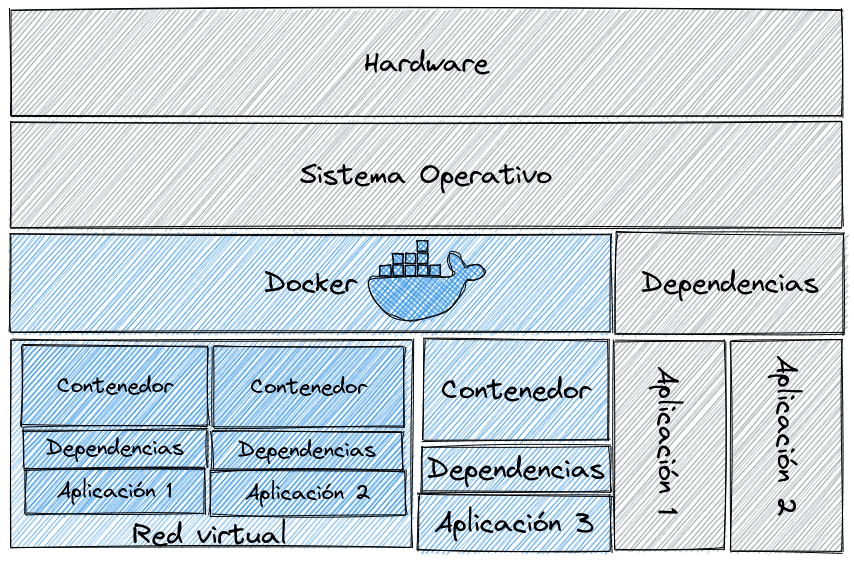 Hardware
Sistema Operativo
Docker
Dependencias
Contenedor
Contenedor
Dependencias
Dependencias
Aplicación 1
Aplicación 2
Red virtual
Contenedor
Dependencias
Aplicación 3
Aplicación 1
Aplicación 2